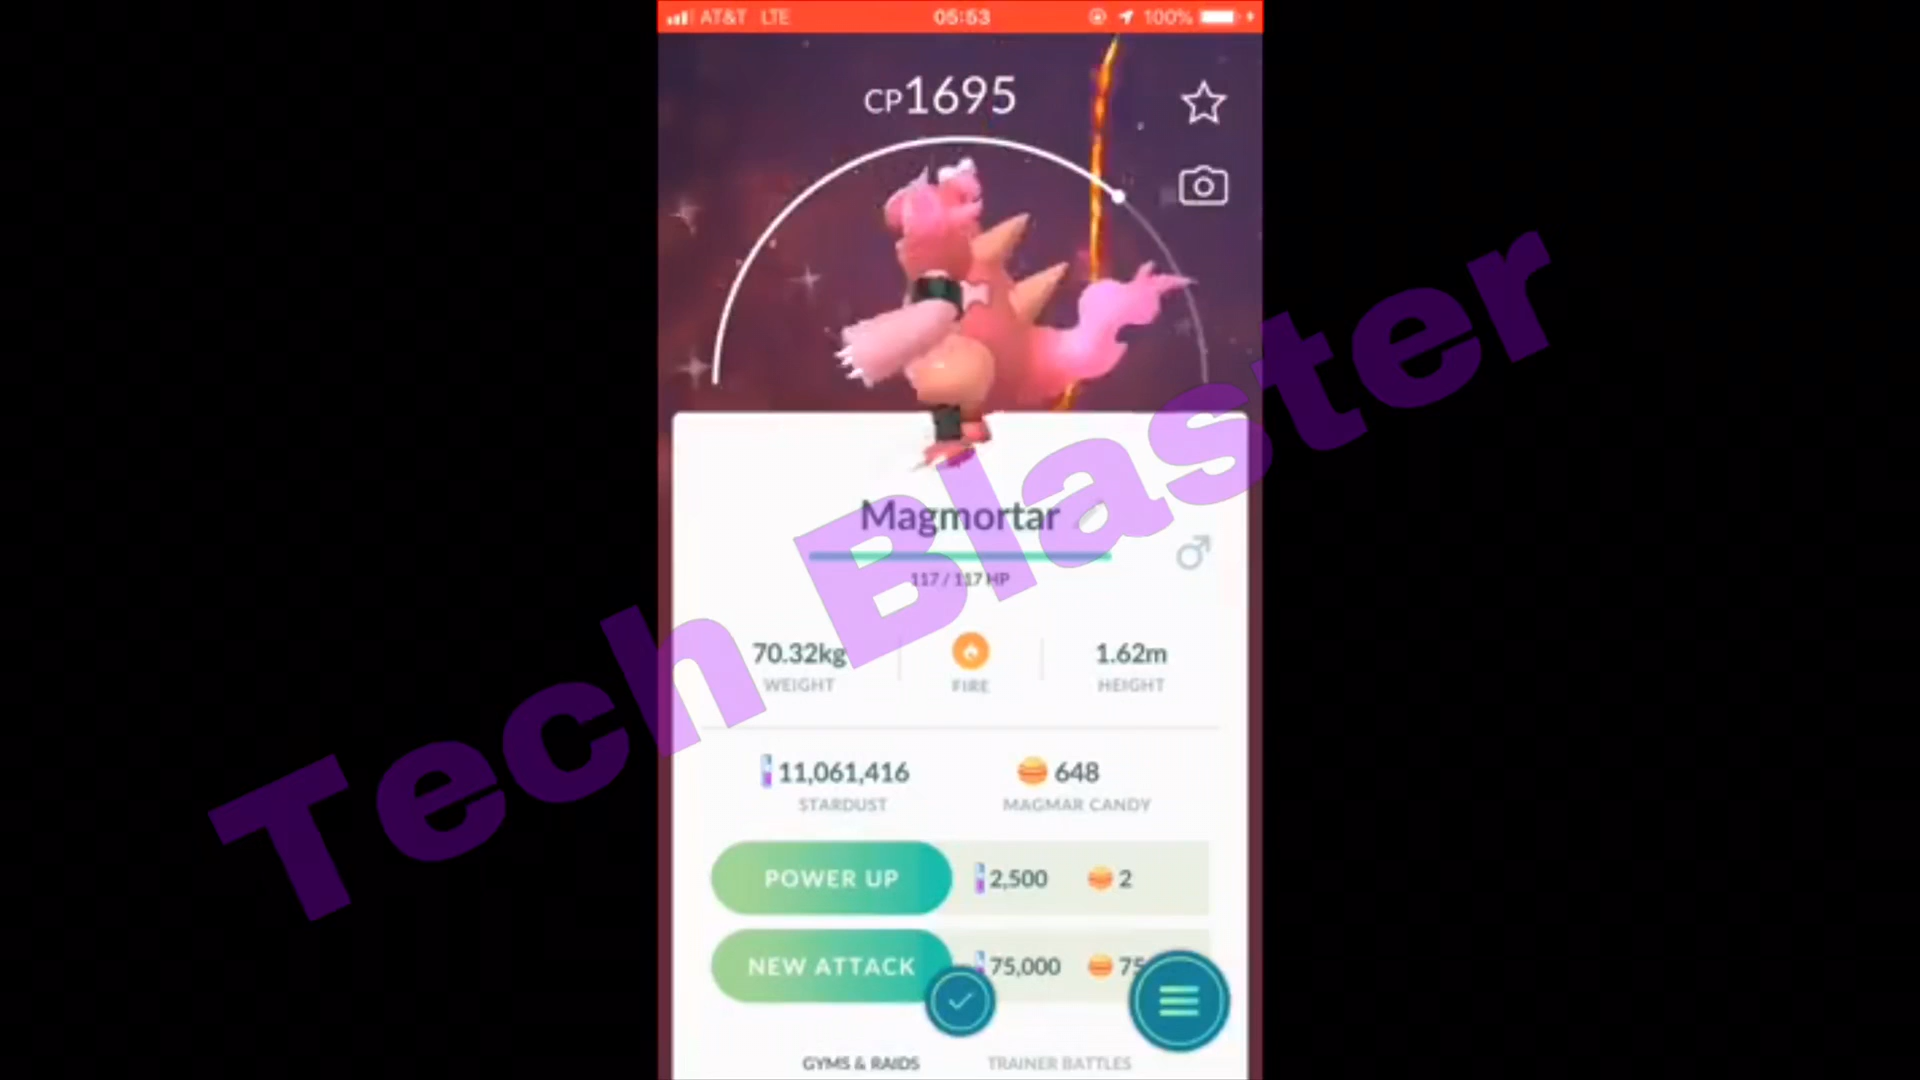 AT&T LTE 05:53 100%
CP1695
Magmortar
117 / 117 HP
70.32kg FIRE 1.62m
WEIGHT HEIGHT
11,061,416 648
STARDUST MAGMAR CANDY
POWER UP 2,500 2
NEW ATTACK 75,000 75
GYMS & RAIDS TRAINER BATTLES
Tech Blaster